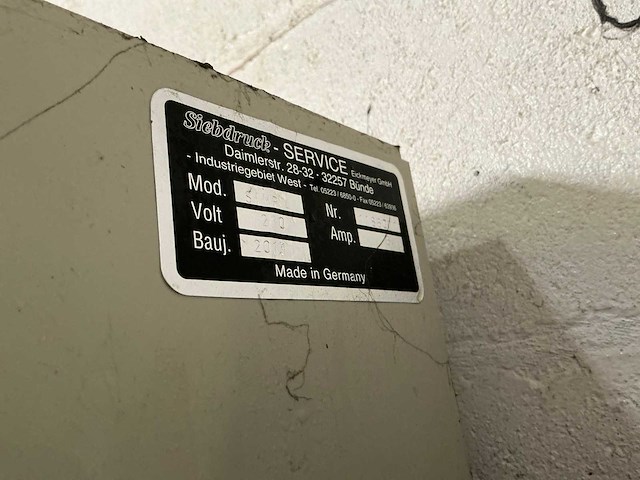 Siebdruck - SERVICE Eickmeyer GmbH
Daimlerstr. 28-32 · 32257 Bünde
- Industriegebiet West - Tel. 05223 / 6850-0 - Fax 05223 /
Mod. Nr.
Volt Amp.
Bauj.
Made in Germany